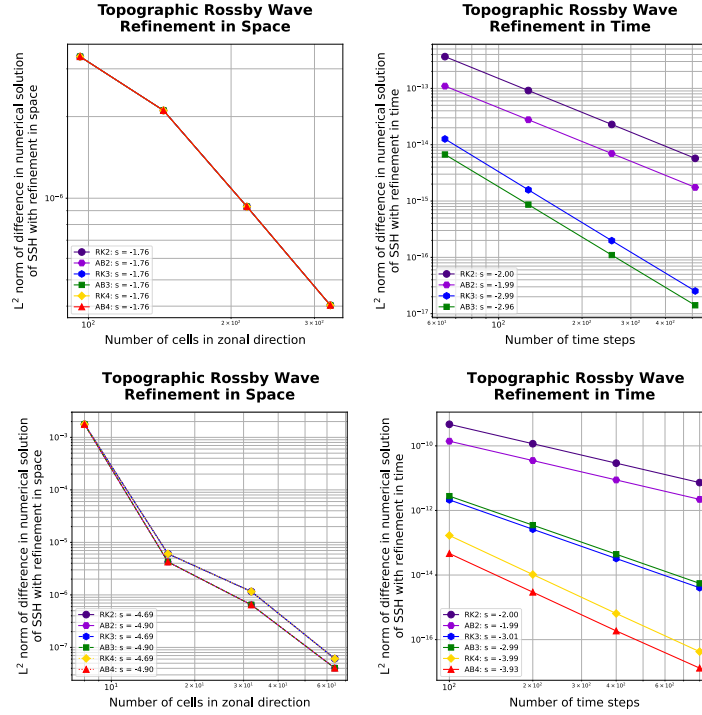 Topographic Rossby Wave
Refinement in Space
L² norm of difference in numerical solution
of SSH with refinement in space
10⁻⁶
RK2: s = -1.76
AB2: s = -1.76
RK3: s = -1.76
AB3: s = -1.76
RK4: s = -1.76
AB4: s = -1.76
10² 2 × 10² 3 × 10²
Number of cells in zonal direction
Topographic Rossby Wave
Refinement in Time
L² norm of difference in numerical solution
of SSH with refinement in time
10⁻¹³
10⁻¹⁴
10⁻¹⁵
10⁻¹⁶
10⁻¹⁷
RK2: s = -2.00
AB2: s = -1.99
RK3: s = -2.99
AB3: s = -2.96
6 × 10¹ 10² 2 × 10² 3 × 10² 4 × 10²
Number of time steps
Topographic Rossby Wave
Refinement in Space
L² norm of difference in numerical solution
of SSH with refinement in space
10⁻³
10⁻⁴
10⁻⁵
10⁻⁶
10⁻⁷
RK2: s = -4.69
AB2: s = -4.90
RK3: s = -4.69
AB3: s = -4.90
RK4: s = -4.69
AB4: s = -4.90
10¹ 2 × 10¹ 3 × 10¹ 4 × 10¹ 6 × 10¹
Number of cells in zonal direction
Topographic Rossby Wave
Refinement in Time
L² norm of difference in numerical solution
of SSH with refinement in time
10⁻¹⁰
10⁻¹²
10⁻¹⁴
10⁻¹⁶
RK2: s = -2.00
AB2: s = -1.99
RK3: s = -3.01
AB3: s = -2.99
RK4: s = -3.99
AB4: s = -3.93
10² 2 × 10² 3 × 10² 4 × 10² 6 × 10²
Number of time steps